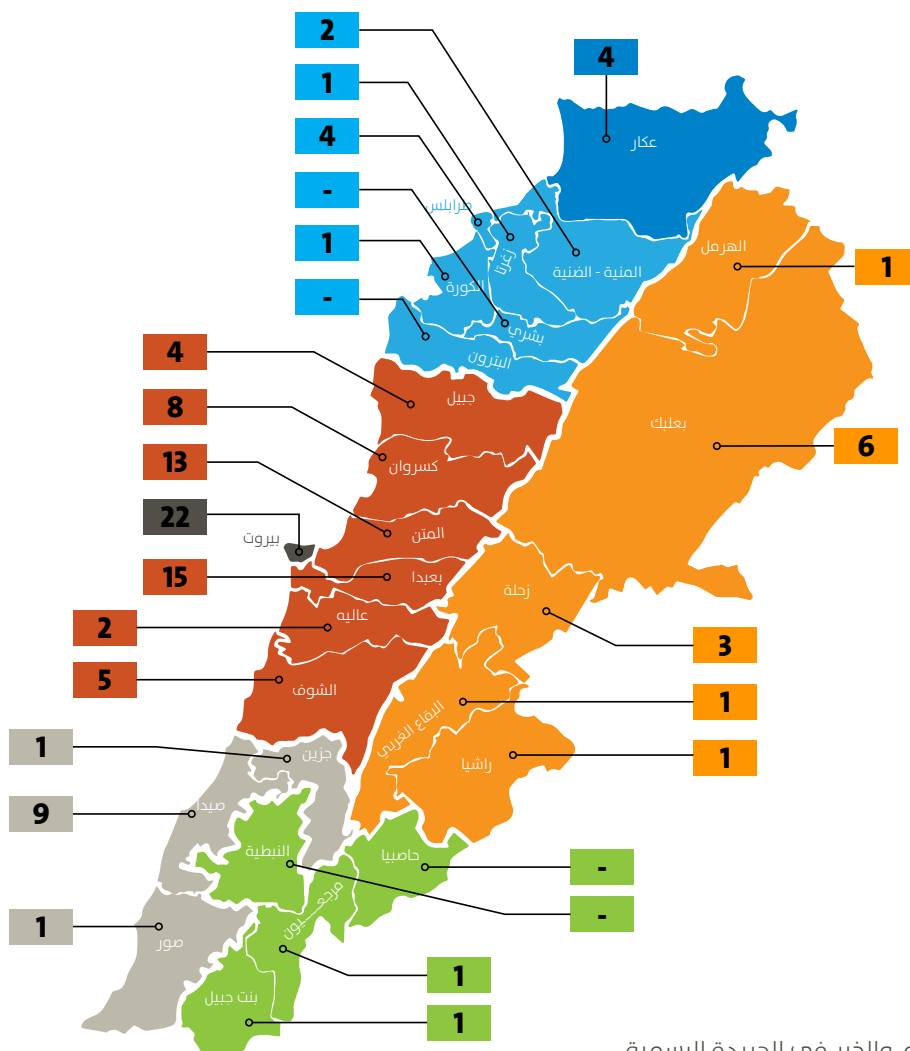 2
4
1
4
عكار
-
طرابلس
الهرمل
1
زغرتا
المنية - الضنية
1
الكورة
-
بشري
البترون
4
جبيل
8
بعلبك
كسروان
6
13
22
المتن
بيروت
15
بعبدا
زحلة
2
عاليه
3
5
الشوف
1
البقاع الغربي
1
جزين
راشيا
1
صيدا
9
النبطية
حاصبيا
-
مرجعـــيون
-
1
صور
1
بنت جبيل
1